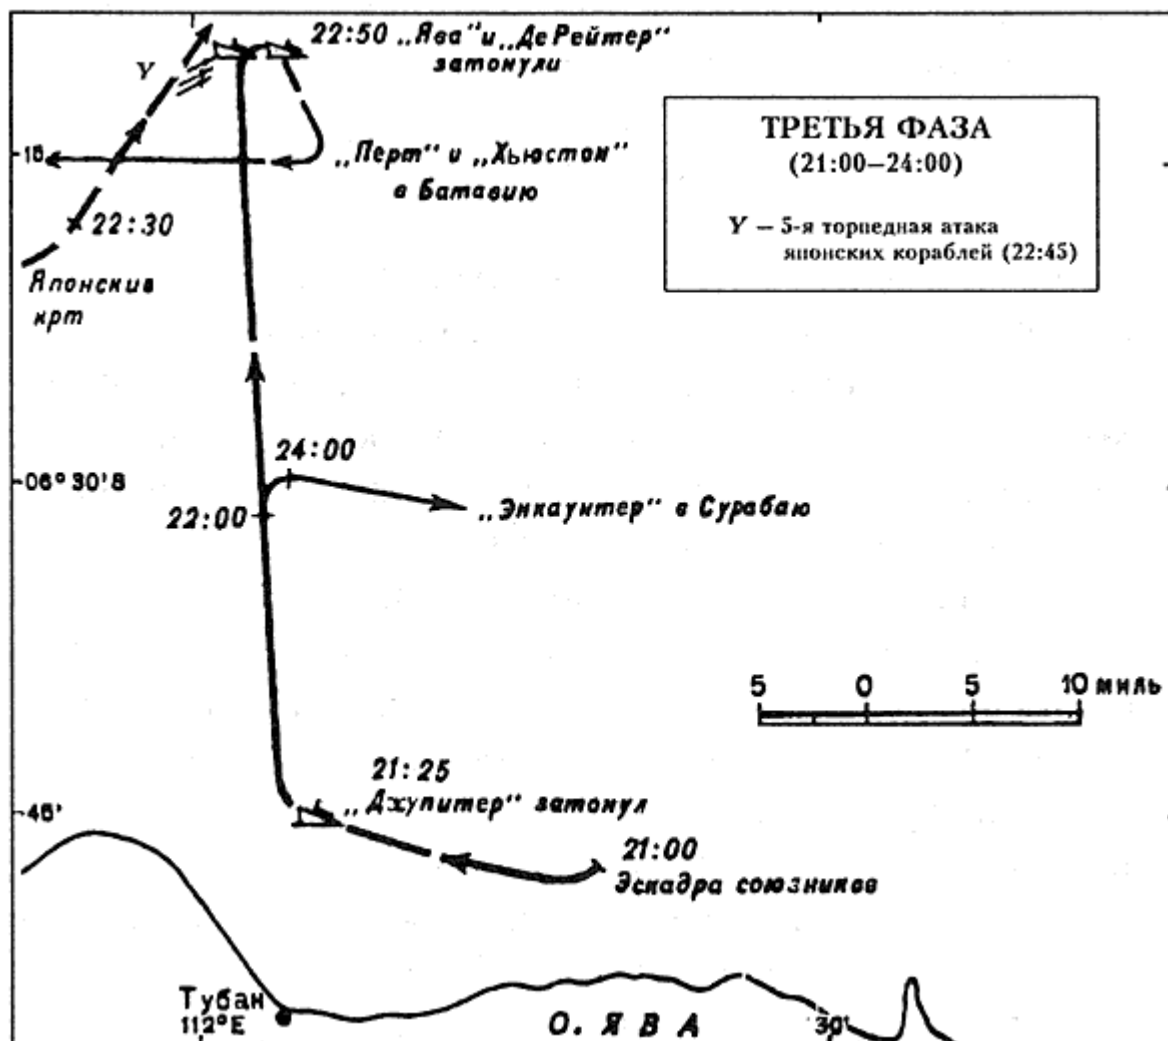 22:50 „Ява" и „Де Рейтер"
затонули
Y
ТРЕТЬЯ ФАЗА
(21:00–24:00)
Y – 5-я торпедная атака
японских кораблей (22:45)
15
„Перт" и „Хьюстон"
в Батавию
22:30
Японские
крт
24:00
06°30'S
„Энкаунтер" в Сурабаю
22:00
5 0 5 10 миль
21:25
„Джупитер" затонул
45'
21:00
Эскадра союзников
Тубан
112°E
О. ЯВА
30'